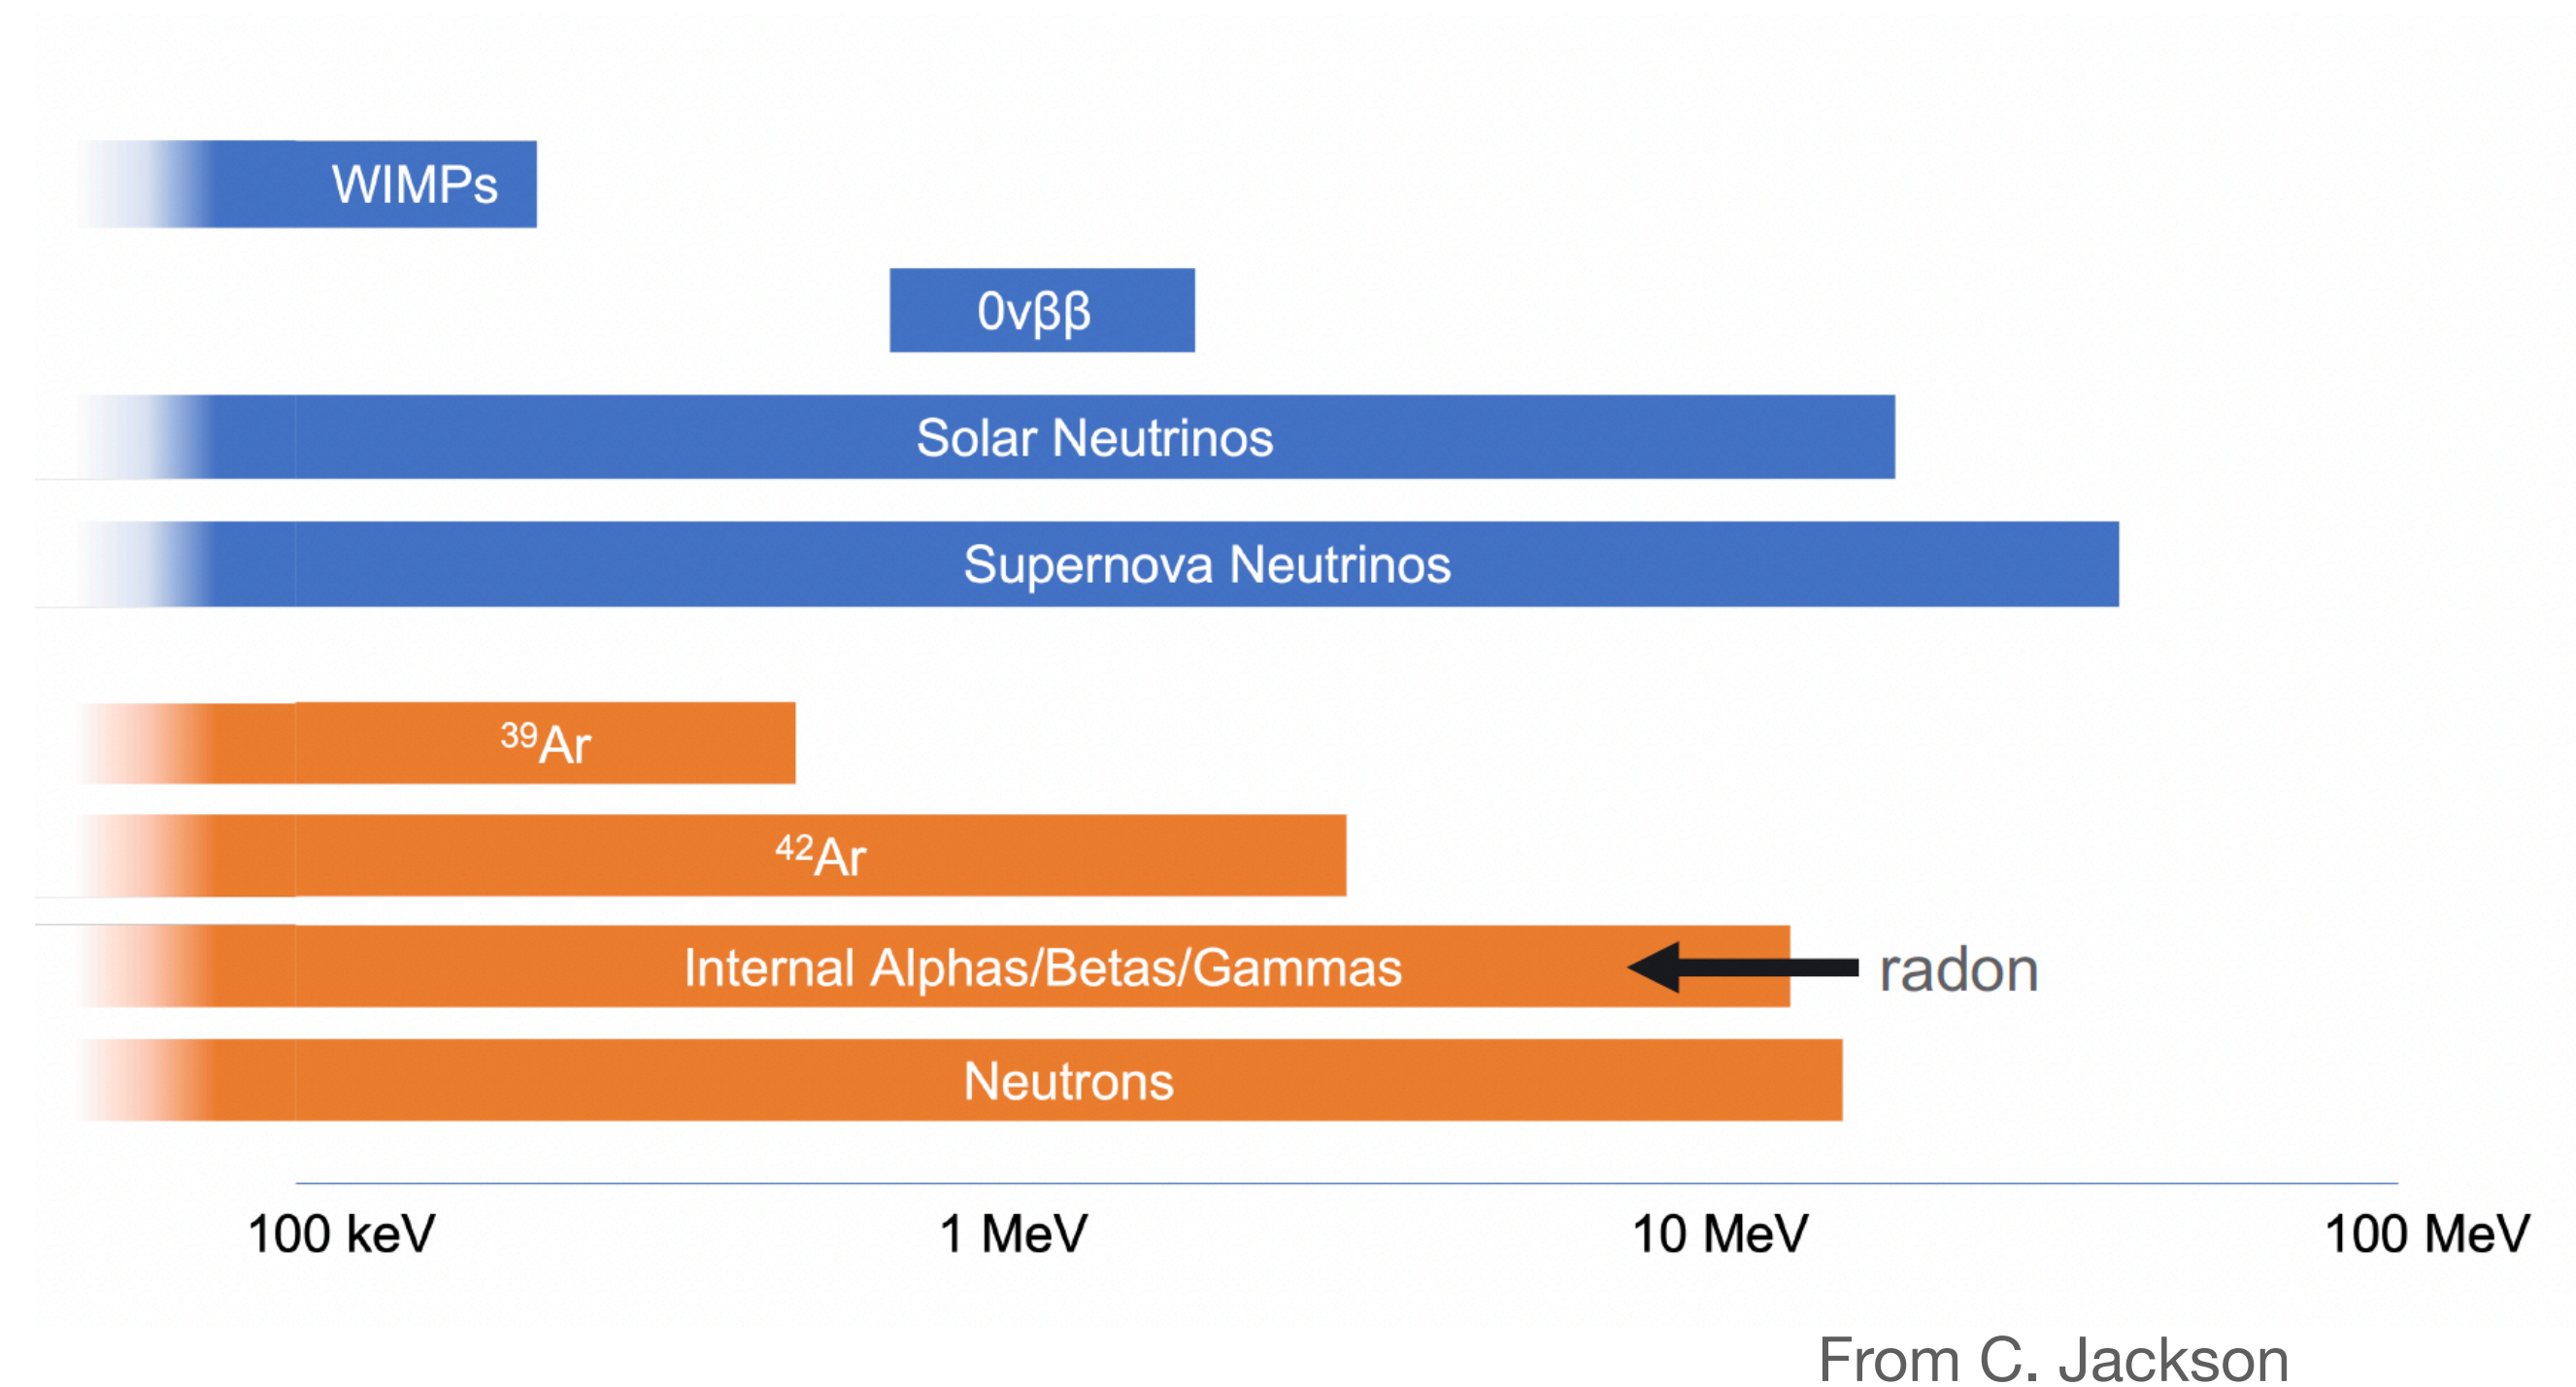 WIMPs
0νββ
Solar Neutrinos
Supernova Neutrinos
³⁹Ar
⁴²Ar
Internal Alphas/Betas/Gammas radon
Neutrons
100 keV 1 MeV 10 MeV 100 MeV
From C. Jackson